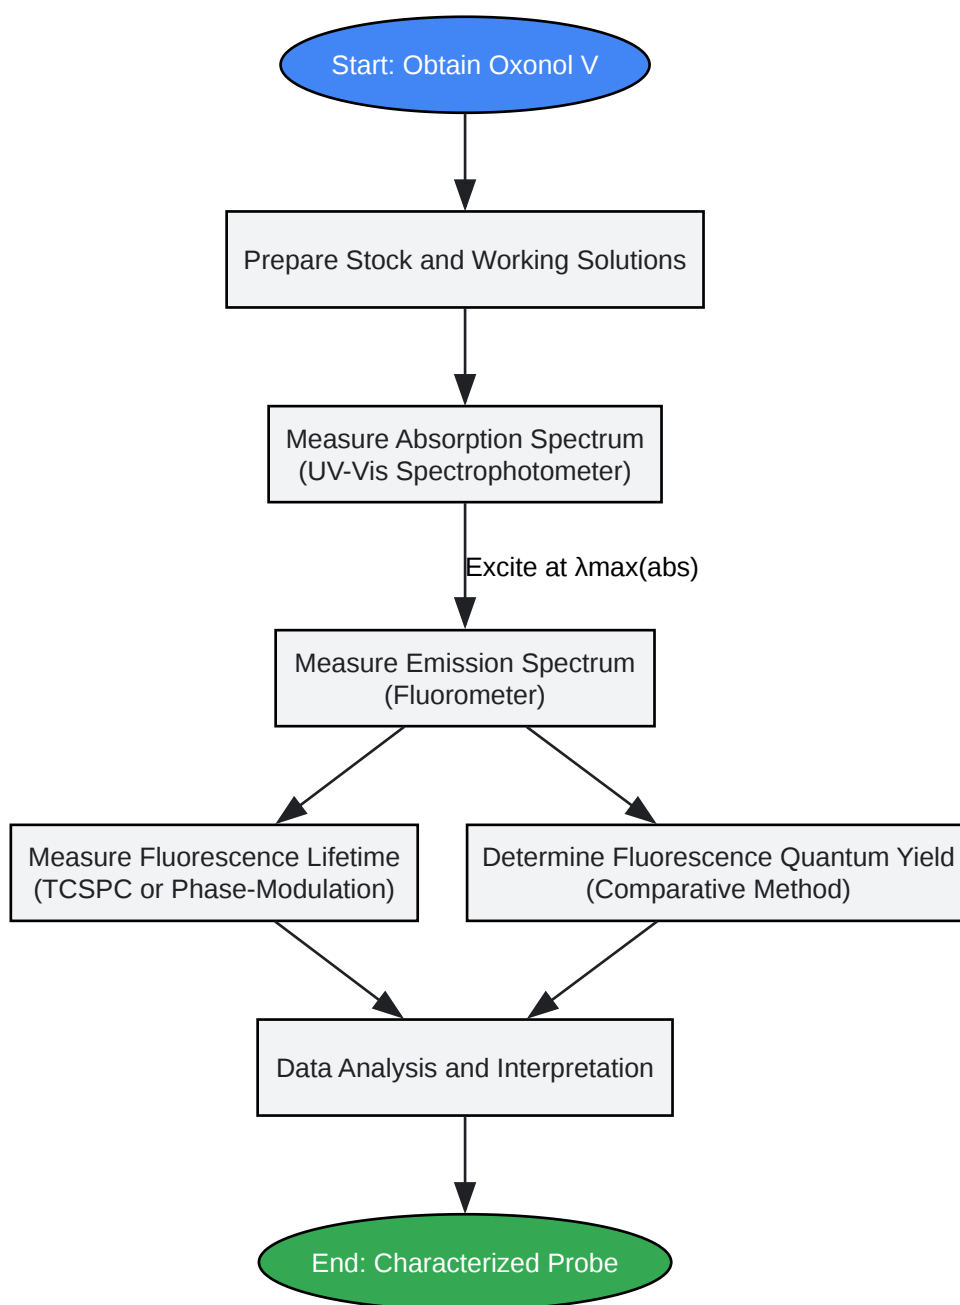 Start: Obtain Oxonol V
Prepare Stock and Working Solutions
Measure Absorption Spectrum
(UV-Vis Spectrophotometer)
Excite at λmax(abs)
Measure Emission Spectrum
(Fluorometer)
Measure Fluorescence Lifetime
(TCSPC or Phase-Modulation)
Determine Fluorescence Quantum Yield
(Comparative Method)
Data Analysis and Interpretation
End: Characterized Probe